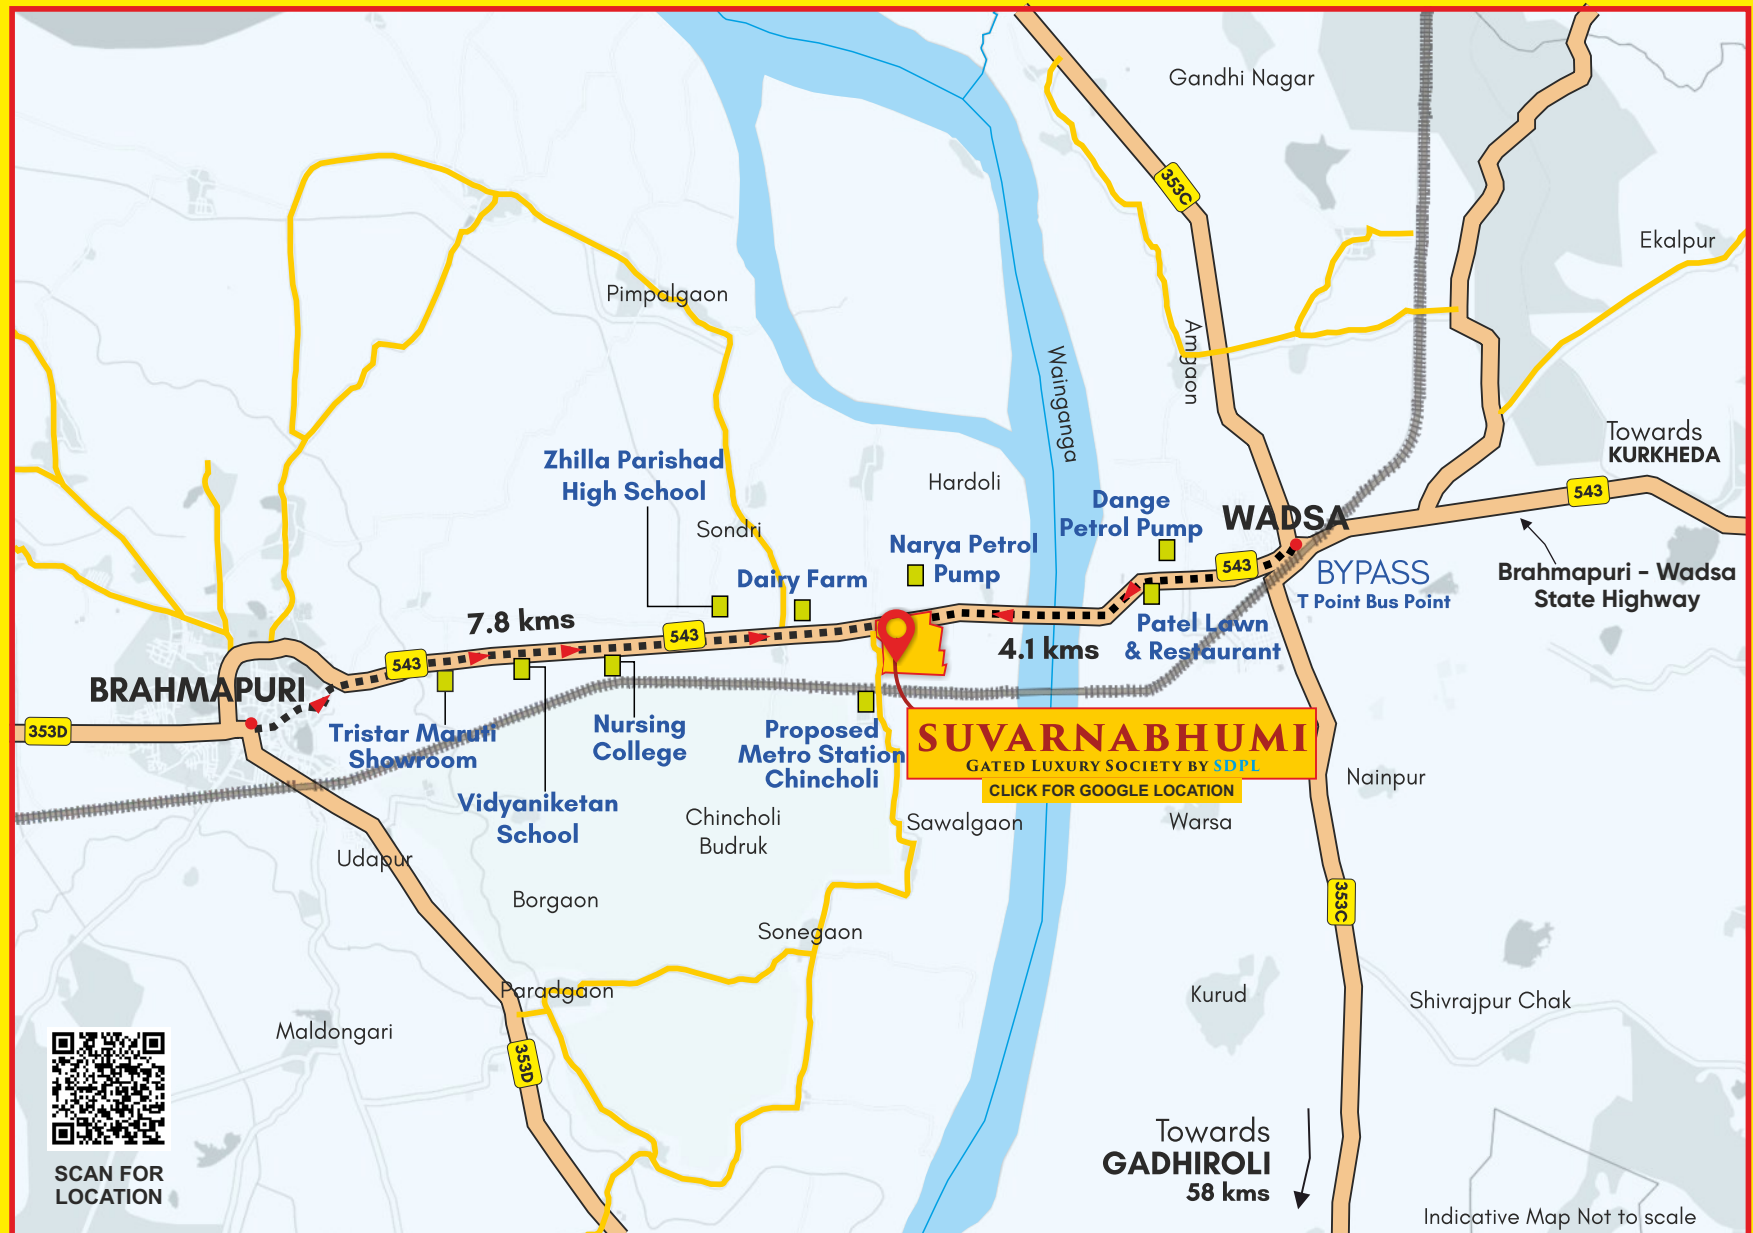 Gandhi Nagar
353C
Ekalpur
Pimpalgaon
Amgaon
Wainganga
Towards
KURKHEDA
Zhilla Parishad
High School
Hardoli
Dange
Petrol Pump
WADSA
543
Sondri
Narya Petrol
Pump
543
BYPASS
T Point Bus Point
Brahmapuri - Wadsa
State Highway
Dairy Farm
7.8 kms
543
543
4.1 kms
Patel Lawn
& Restaurant
BRAHMAPURI
353D
Tristar Maruti
Showroom
Nursing
College
Proposed
Metro Station
Chincholi
SUVARNABHUMI
GATED LUXURY SOCIETY BY SDPL
CLICK FOR GOOGLE LOCATION
Nainpur
Vidyaniketan
School
Chincholi
Budruk
Sawalgaon
Warsa
Udapur
Borgaon
353C
Sonegaon
Paradgaon
Kurud
Shivrajpur Chak
Maldongari
353D
Towards
GADHIROLI
58 kms
SCAN FOR
LOCATION
Indicative Map Not to scale